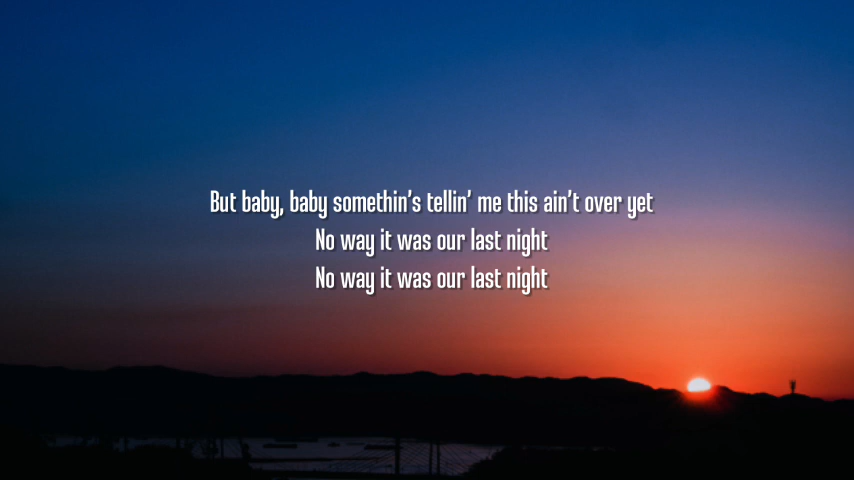 But baby, baby somethin's tellin' me this ain't over yet
No way it was our last night
No way it was our last night